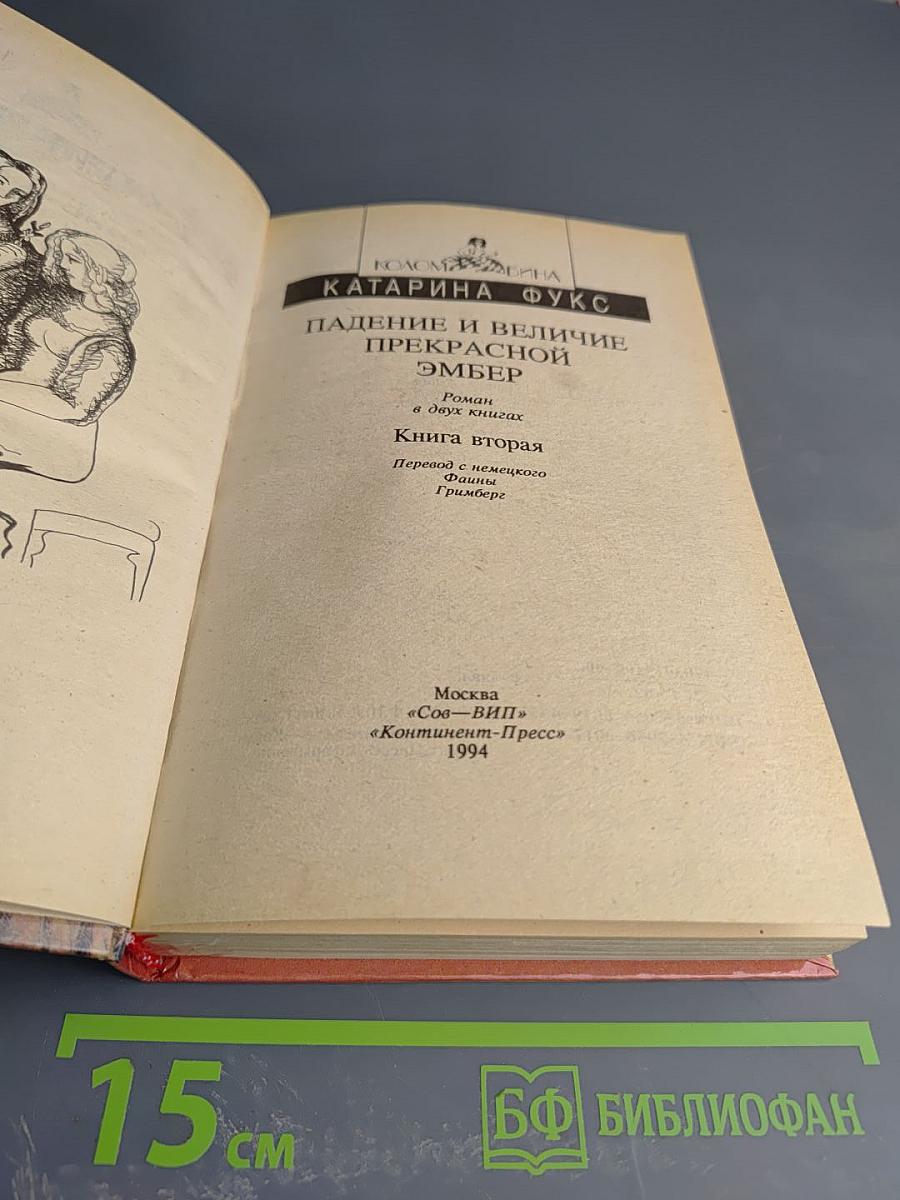 КОЛОМБИНА
КАТАРИНА ФУКС
ПАДЕНИЕ И ВЕЛИЧИЕ
ПРЕКРАСНОЙ
ЭМБЕР
Роман
в двух книгах
Книга вторая
Перевод с немецкого
Фаины
Гримберг
Москва
«Сов—ВИП»
«Континент-Пресс»
1994
15 см
БФ БИБЛИОФАН